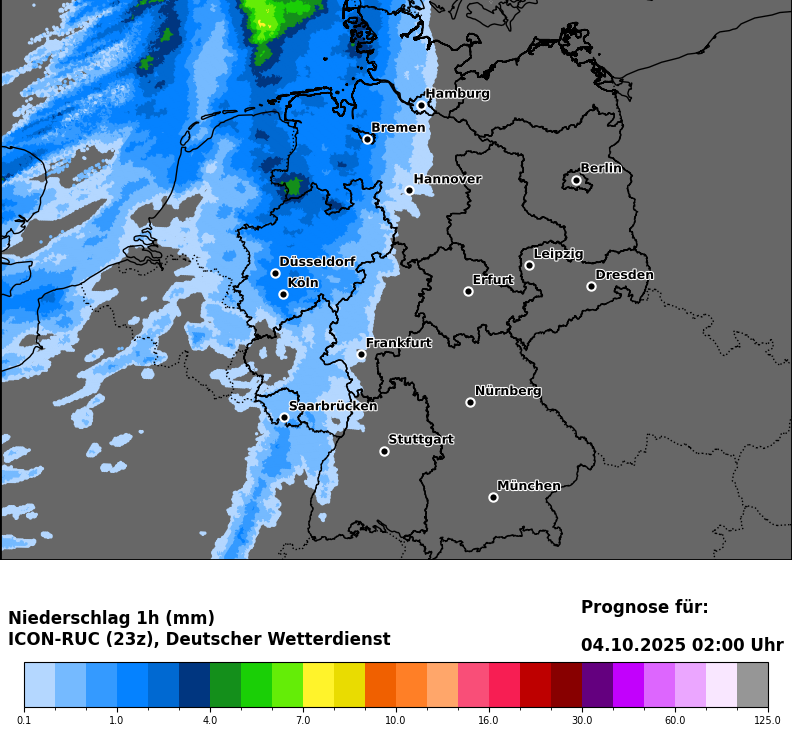 Hamburg
Bremen
Berlin
Hannover
Düsseldorf
Leipzig
Köln
Erfurt
Dresden
Frankfurt
Nürnberg
Saarbrücken
Stuttgart
München
Niederschlag 1h (mm)
ICON-RUC (23z), Deutscher Wetterdienst
Prognose für:
04.10.2025 02:00 Uhr
0.1 1.0 4.0 7.0 10.0 16.0 30.0 60.0 125.0